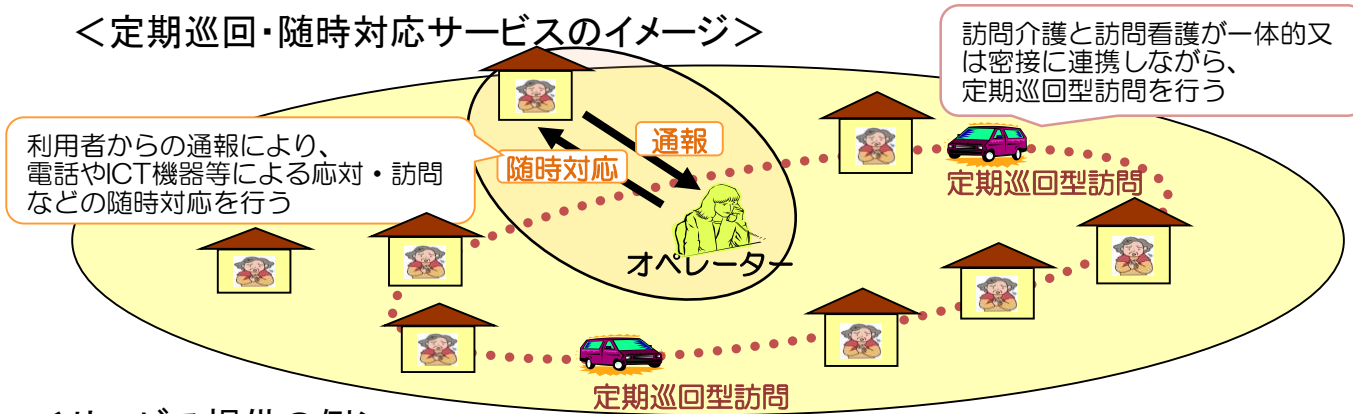 ＜定期巡回･随時対応サービスのイメージ＞
訪問介護と訪問看護が一体的又
は密接に連携しながら、
定期巡回型訪問を行う
利用者からの通報により、
電話やICT機器等による応対・訪問
などの随時対応を行う
通報
随時対応
定期巡回型訪問
オペレーター
定期巡回型訪問